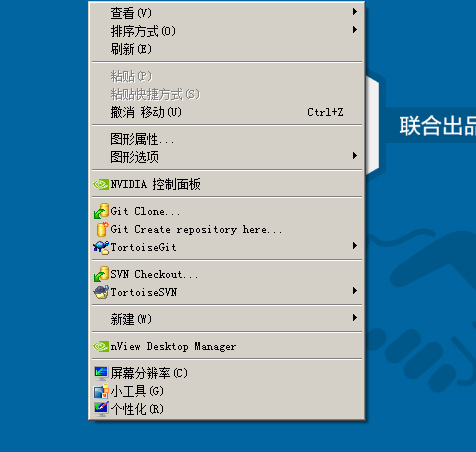 查看(V)
排序方式(O)
刷新(E)
粘贴(P)
粘贴快捷方式(S)
撤消 移动(U) Ctrl+Z
图形属性...
图形选项
NVIDIA 控制面板
Git Clone...
Git Create repository here...
TortoiseGit
SVN Checkout...
TortoiseSVN
新建(W)
nView Desktop Manager
屏幕分辨率(C)
小工具(G)
个性化(R)
联合出品